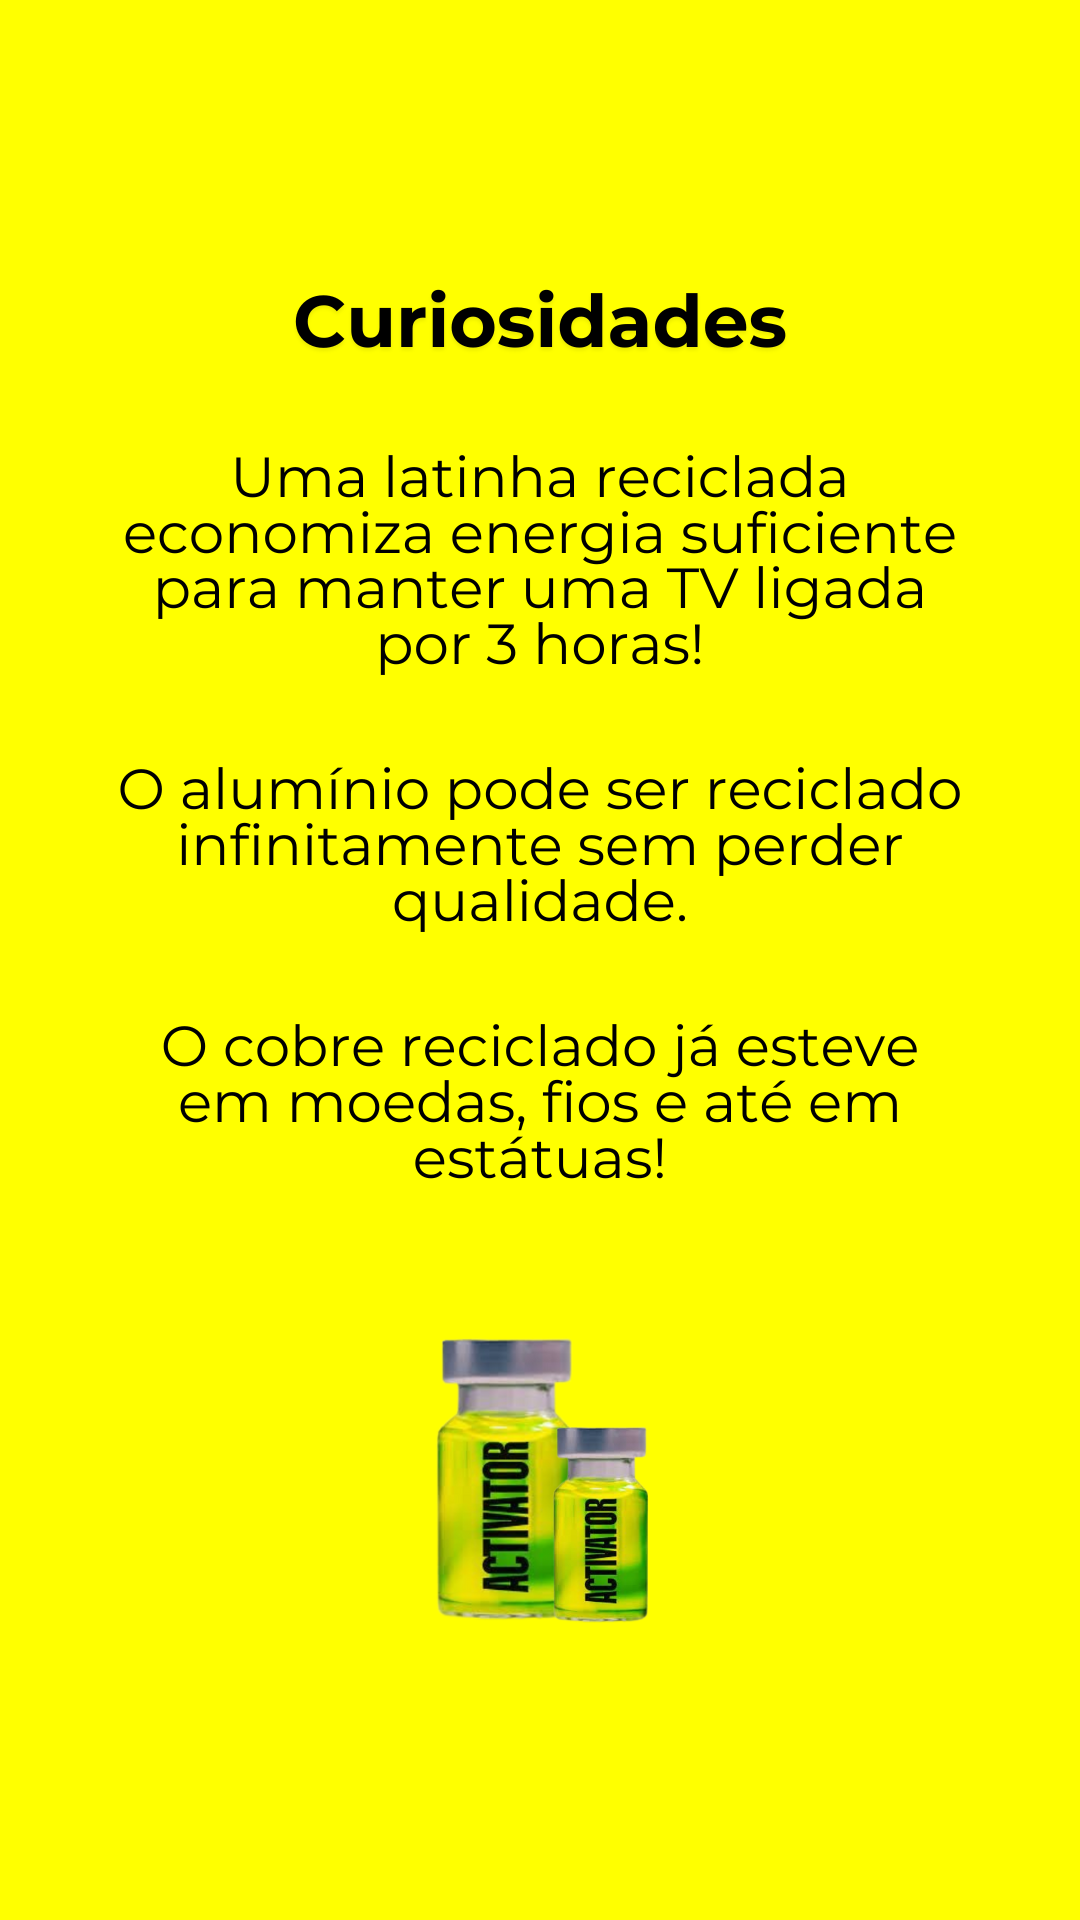 Curiosidades
Uma latinha reciclada
economiza energia suficiente
para manter uma TV ligada
por 3 horas!
O alumínio pode ser reciclado
infinitamente sem perder
qualidade.
O cobre reciclado já esteve
em moedas, fios e até em
estátuas!
ACTIVATOR
ACTIVATOR